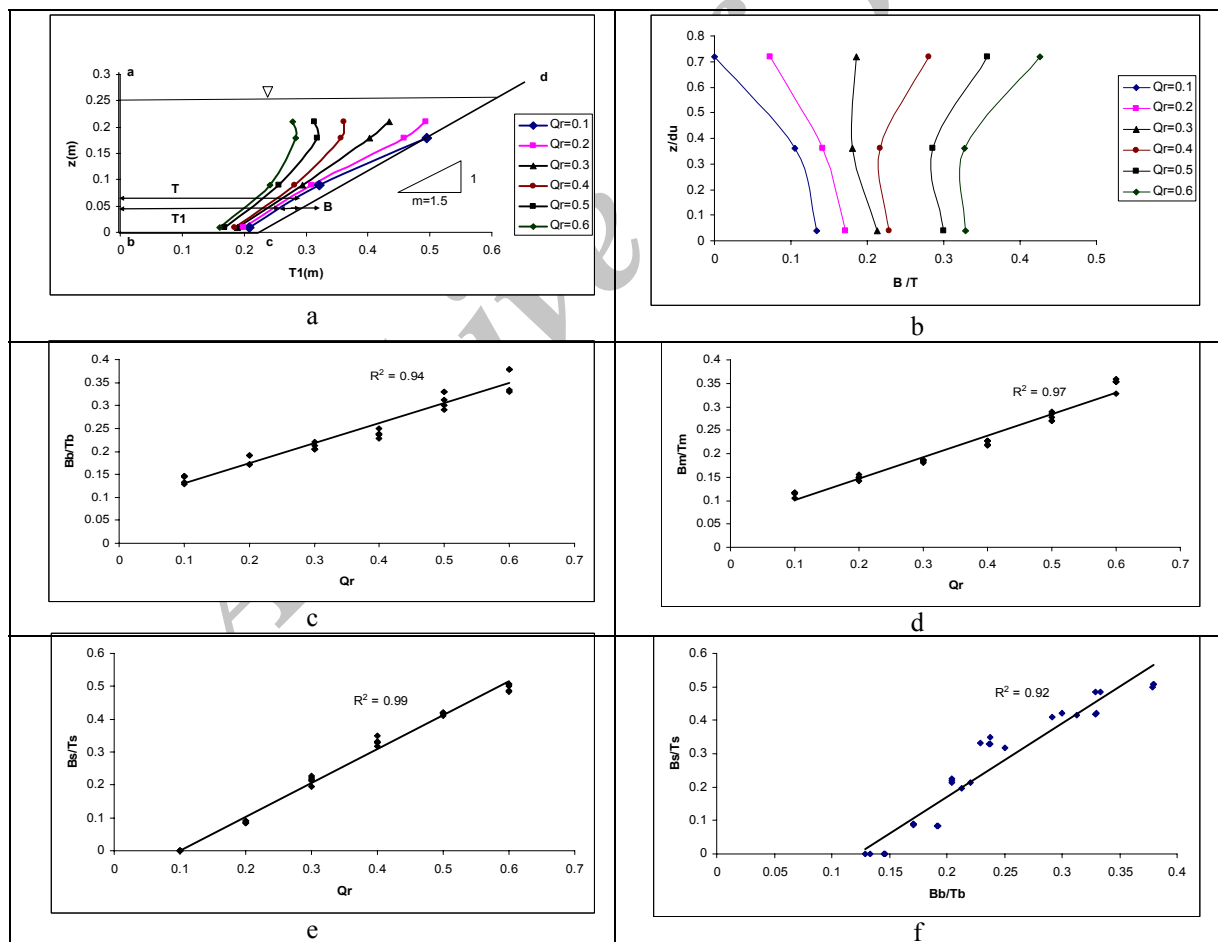 a
d
0.3
0.25
0.2
0.15
0.1
0.05
0
z(m)
T
T1
B
1
m=1.5
b
c
0 0.1 0.2 0.3 0.4 0.5 0.6
T1(m)
Qr=0.1
Qr=0.2
Qr=0.3
Qr=0.4
Qr=0.5
Qr=0.6
a
0.8
0.7
0.6
0.5
0.4
0.3
0.2
0.1
0
z/du
0 0.1 0.2 0.3 0.4 0.5
B /T
Qr=0.1
Qr=0.2
Qr=0.3
Qr=0.4
Qr=0.5
Qr=0.6
b
0.4
0.35
0.3
0.25
0.2
0.15
0.1
0.05
0
Bb/Tb
R² = 0.94
0 0.1 0.2 0.3 0.4 0.5 0.6 0.7
Qr
c
0.4
0.35
0.3
0.25
0.2
0.15
0.1
0.05
0
Bm/Tm
R² = 0.97
0 0.1 0.2 0.3 0.4 0.5 0.6 0.7
Qr
d
0.6
0.5
0.4
0.3
0.2
0.1
0
Bs/Ts
R² = 0.99
0 0.1 0.2 0.3 0.4 0.5 0.6 0.7
Qr
e
0.6
0.5
0.4
0.3
0.2
0.1
0
Bs/Ts
R² = 0.92
0 0.05 0.1 0.15 0.2 0.25 0.3 0.35 0.4
Bb/Tb
f